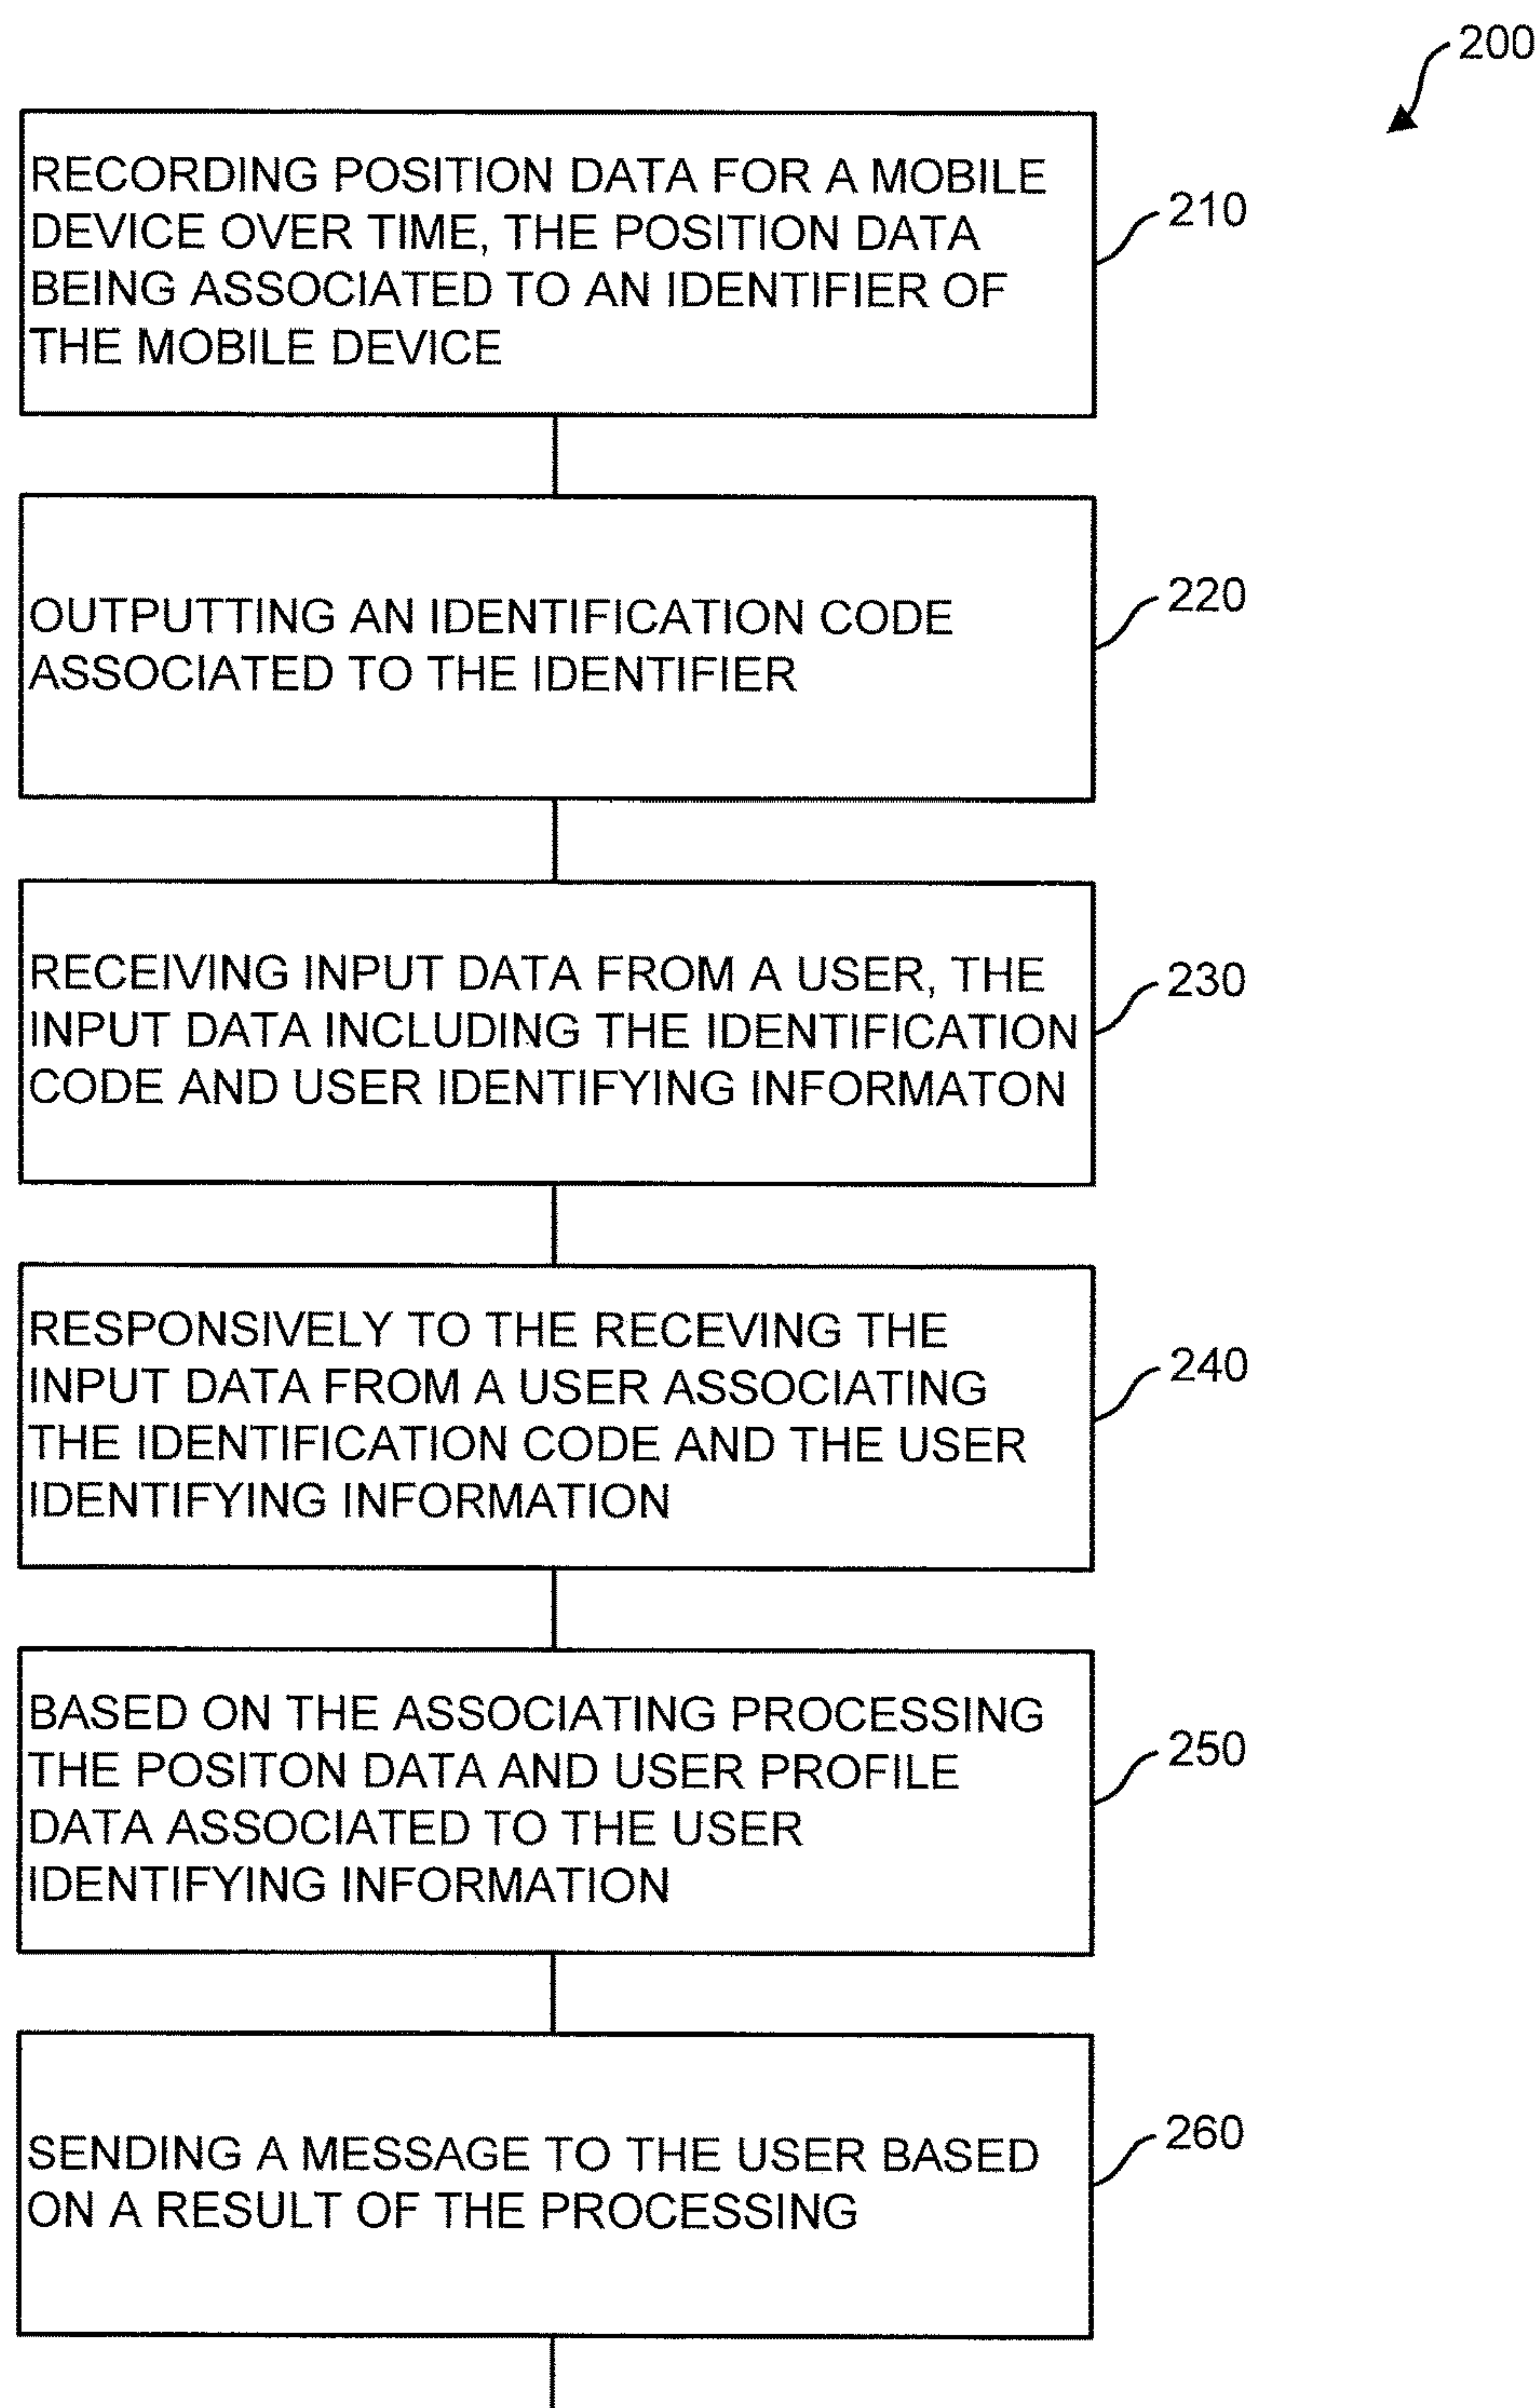 200
RECORDING POSITION DATA FOR A MOBILE
DEVICE OVER TIME, THE POSITION DATA
BEING ASSOCIATED TO AN IDENTIFIER OF
THE MOBILE DEVICE
210
OUTPUTTING AN IDENTIFICATION CODE
ASSOCIATED TO THE IDENTIFIER
220
RECEIVING INPUT DATA FROM A USER, THE
INPUT DATA INCLUDING THE IDENTIFICATION
CODE AND USER IDENTIFYING INFORMATON
230
RESPONSIVELY TO THE RECEVING THE
INPUT DATA FROM A USER ASSOCIATING
THE IDENTIFICATION CODE AND THE USER
IDENTIFYING INFORMATION
240
BASED ON THE ASSOCIATING PROCESSING
THE POSITON DATA AND USER PROFILE
DATA ASSOCIATED TO THE USER
IDENTIFYING INFORMATION
250
SENDING A MESSAGE TO THE USER BASED
ON A RESULT OF THE PROCESSING
260